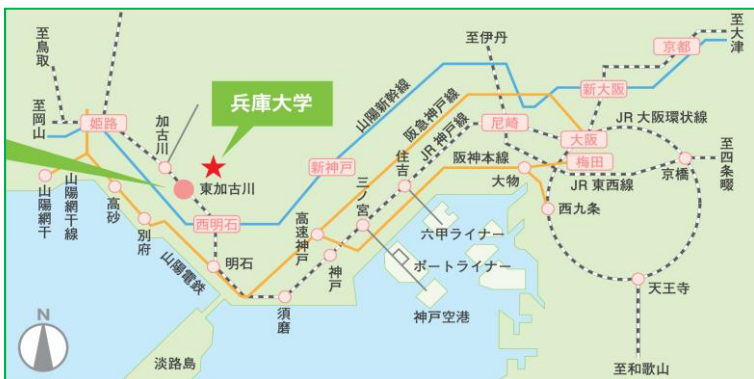 至鳥取
至岡山
姫路
加古川
兵庫大学
東加古川
山陽網干
山陽網干線
高砂
別府
山陽電鉄
西明石
明石
山陽新幹線
新神戸
高速神戸
神戸
須磨
淡路島
阪急神戸線
JR神戸線
住吉
三ノ宮
阪神本線
六甲ライナー
ポートライナー
神戸空港
至伊丹
尼崎
大物
新大阪
京都
至大津
大阪
梅田
JR大阪環状線
JR東西線
京橋
至四条畷
西九条
天王寺
至和歌山
N